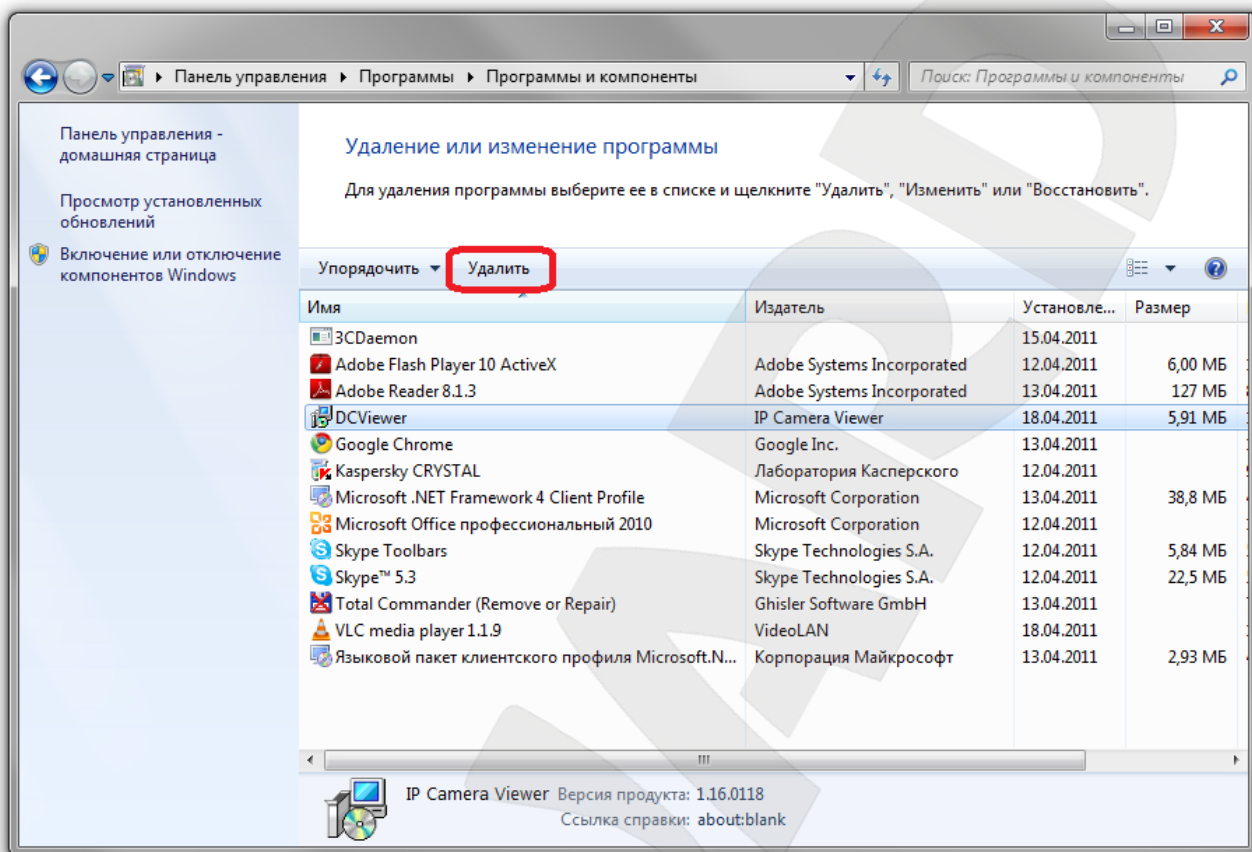 Панель управления ▸ Программы ▸ Программы и компоненты
Поиск: Программы и компоненты
Панель управления -
домашняя страница
Просмотр установленных
обновлений
Включение или отключение
компонентов Windows
Удаление или изменение программы
Для удаления программы выберите ее в списке и щелкните "Удалить", "Изменить" или "Восстановить".
Упорядочить Удалить
Имя Издатель Установле... Размер
3CDaemon 15.04.2011
Adobe Flash Player 10 ActiveX Adobe Systems Incorporated 12.04.2011 6,00 МБ
Adobe Reader 8.1.3 Adobe Systems Incorporated 13.04.2011 127 МБ
DCViewer IP Camera Viewer 18.04.2011 5,91 МБ
Google Chrome Google Inc. 13.04.2011
Kaspersky CRYSTAL Лаборатория Касперского 12.04.2011
Microsoft .NET Framework 4 Client Profile Microsoft Corporation 13.04.2011 38,8 МБ
Microsoft Office профессиональный 2010 Microsoft Corporation 12.04.2011
Skype Toolbars Skype Technologies S.A. 12.04.2011 5,84 МБ
Skype™ 5.3 Skype Technologies S.A. 12.04.2011 22,5 МБ
Total Commander (Remove or Repair) Ghisler Software GmbH 13.04.2011
VLC media player 1.1.9 VideoLAN 18.04.2011
Языковой пакет клиентского профиля Microsoft.N... Корпорация Майкрософт 13.04.2011 2,93 МБ
IP Camera Viewer Версия продукта: 1.16.0118
Ссылка справки: about:blank